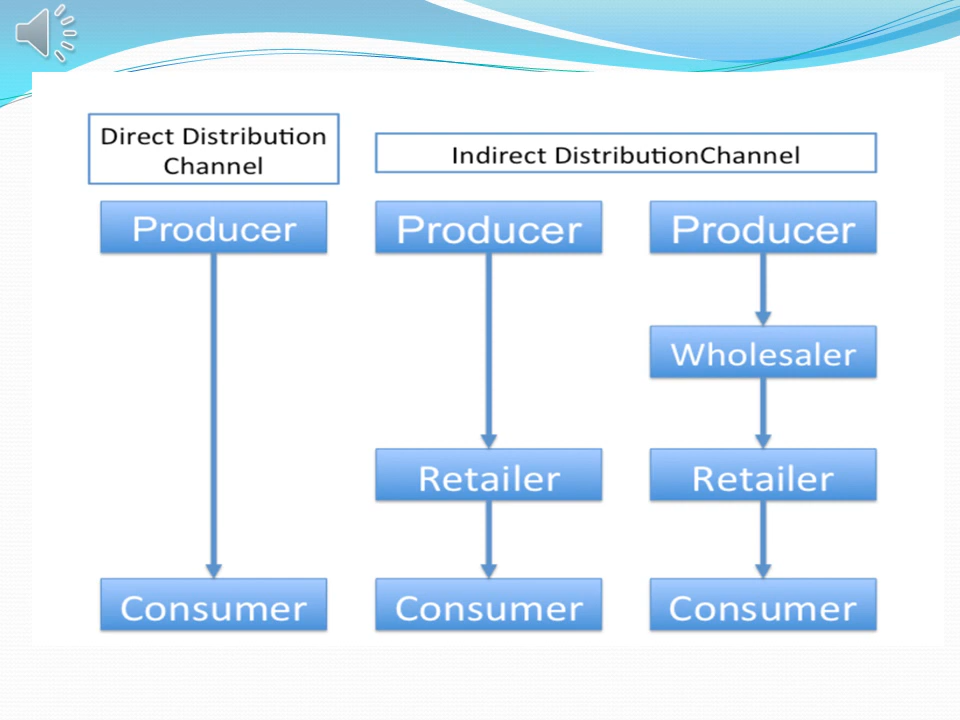 Direct Distribution
Channel
Indirect DistributionChannel
Producer
Producer
Producer
Wholesaler
Retailer
Retailer
Consumer
Consumer
Consumer